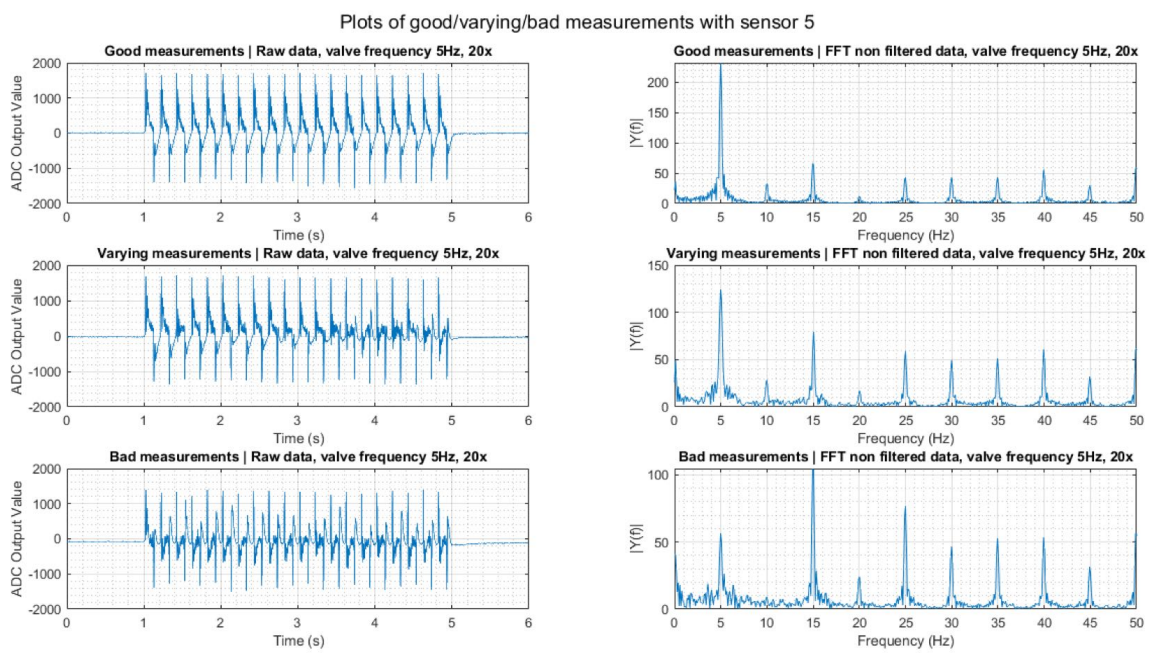 Plots of good/varying/bad measurements with sensor 5
Good measurements | Raw data, valve frequency 5Hz, 20x
2000
1000
0
-1000
-2000
ADC Output Value
0 1 2 3 4 5 6
Time (s)
Good measurements | FFT non filtered data, valve frequency 5Hz, 20x
200
150
100
50
0
|Y(f)|
0 5 10 15 20 25 30 35 40 45 50
Frequency (Hz)
Varying measurements | Raw data, valve frequency 5Hz, 20x
2000
1000
0
-1000
-2000
ADC Output Value
0 1 2 3 4 5 6
Time (s)
Varying measurements | FFT non filtered data, valve frequency 5Hz, 20x
150
100
50
0
|Y(f)|
0 5 10 15 20 25 30 35 40 45 50
Frequency (Hz)
Bad measurements | Raw data, valve frequency 5Hz, 20x
2000
1000
0
-1000
-2000
ADC Output Value
0 1 2 3 4 5 6
Time (s)
Bad measurements | FFT non filtered data, valve frequency 5Hz, 20x
100
50
0
|Y(f)|
0 5 10 15 20 25 30 35 40 45 50
Frequency (Hz)